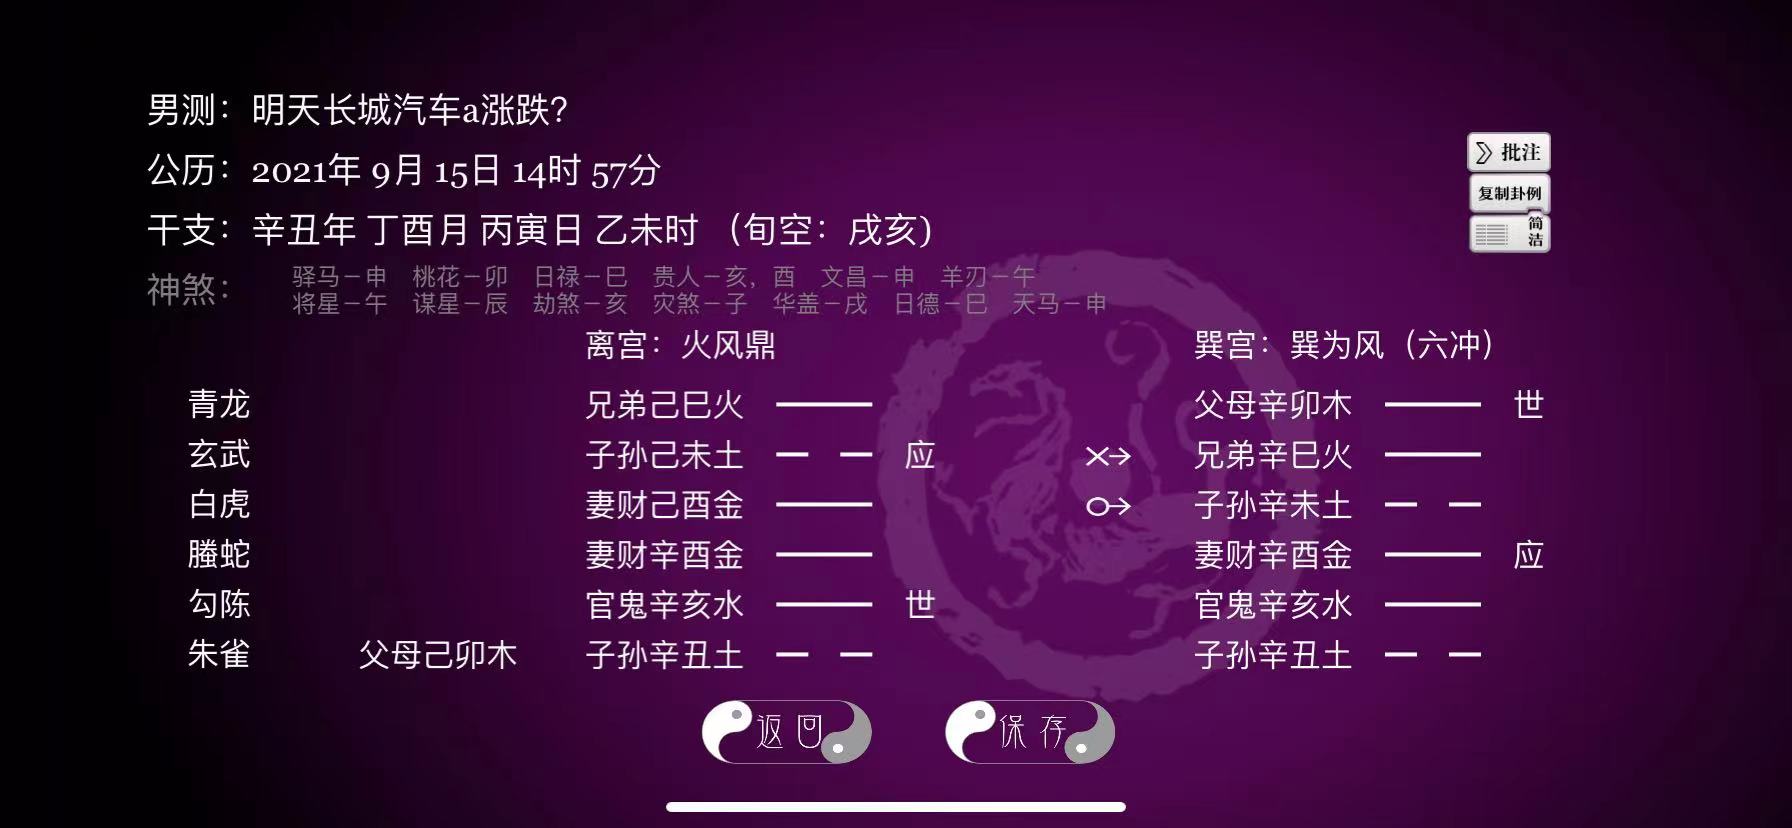 男测：明天长城汽车a涨跌？
公历：2021年 9月 15日 14时 57分
干支：辛丑年 丁酉月 丙寅日 乙未时 （旬空：戌亥）
神煞：
驿马－申 桃花－卯 日禄－巳 贵人－亥，酉 文昌－申 羊刃－午
将星－午 谋星－辰 劫煞－亥 灾煞－子 华盖－戌 日德－巳 天马－申
批注
复制卦例
简洁
离宫：火风鼎 巽宫：巽为风（六冲）
青龙 兄弟己巳火 父母辛卯木 世
玄武 子孙己未土 应 ×→ 兄弟辛巳火
白虎 妻财己酉金 ○→ 子孙辛未土
螣蛇 妻财辛酉金 妻财辛酉金 应
勾陈 官鬼辛亥水 世 官鬼辛亥水
朱雀 父母己卯木 子孙辛丑土 子孙辛丑土
返回 保存